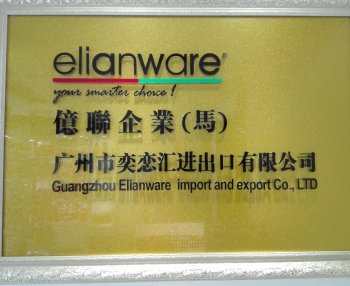 elianware®
your smarter choice!
億聯企業(馬)
广州市奕恋汇进出口有限公司
Guangzhou Elianware import and export Co., LTD